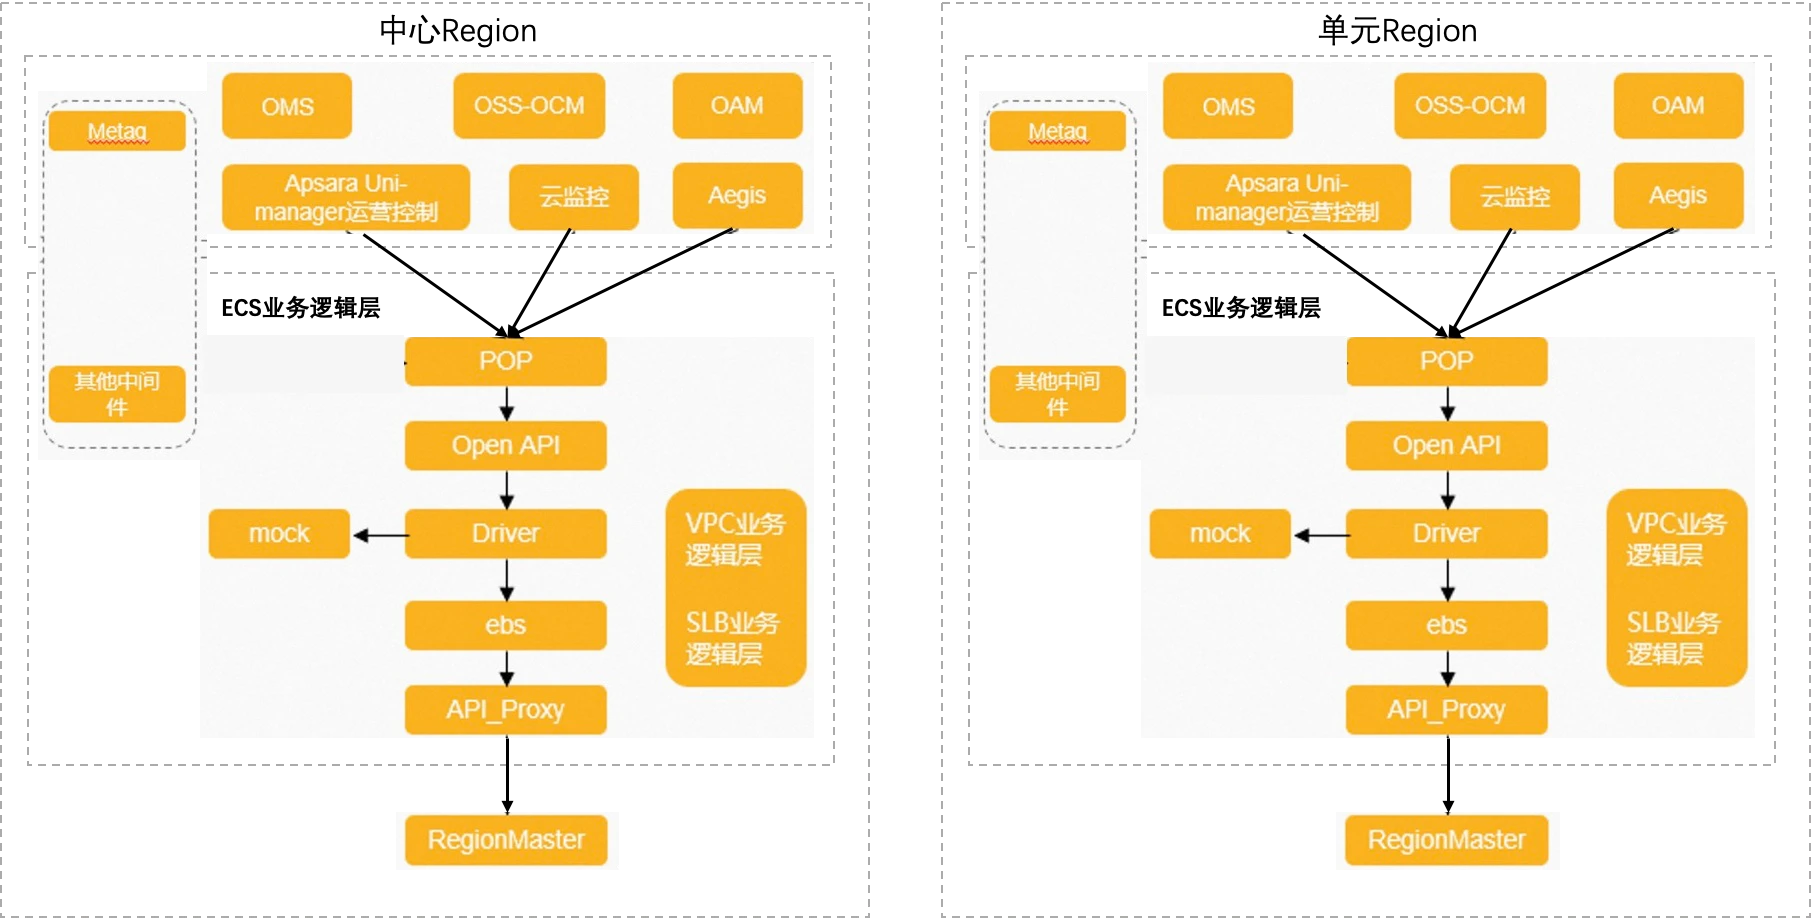 中心Region
OMS
OSS-OCM
OAM
Metaq
Apsara Uni-
manager运营控制
云监控
Aegis
ECS业务逻辑层
POP
其他中间
件
Open API
mock
Driver
VPC业务
逻辑层
SLB业务
逻辑层
ebs
API_Proxy
RegionMaster
单元Region
OMS
OSS-OCM
OAM
Metaq
Apsara Uni-
manager运营控制
云监控
Aegis
ECS业务逻辑层
POP
其他中间
件
Open API
mock
Driver
VPC业务
逻辑层
SLB业务
逻辑层
ebs
API_Proxy
RegionMaster